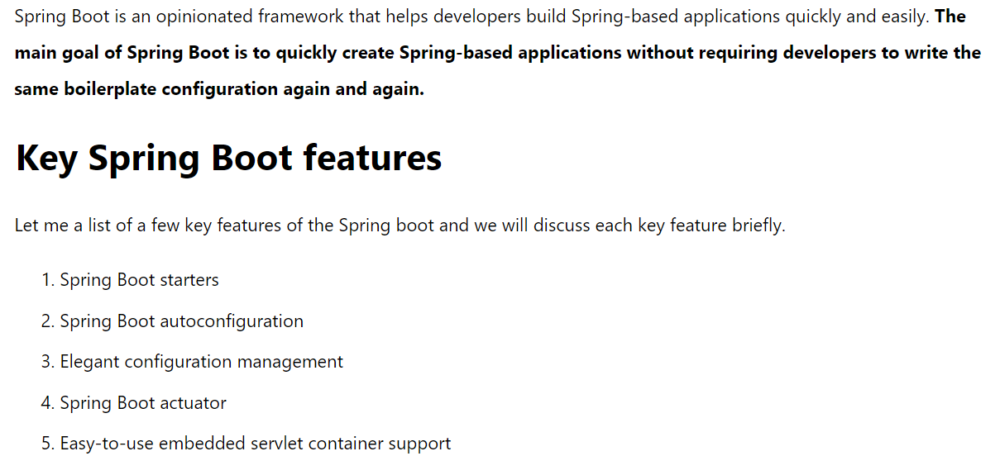 Spring Boot is an opinionated framework that helps developers build Spring-based applications quickly and easily. The
main goal of Spring Boot is to quickly create Spring-based applications without requiring developers to write the
same boilerplate configuration again and again.
Key Spring Boot features
Let me a list of a few key features of the Spring boot and we will discuss each key feature briefly.
1. Spring Boot starters
2. Spring Boot autoconfiguration
3. Elegant configuration management
4. Spring Boot actuator
5. Easy-to-use embedded servlet container support